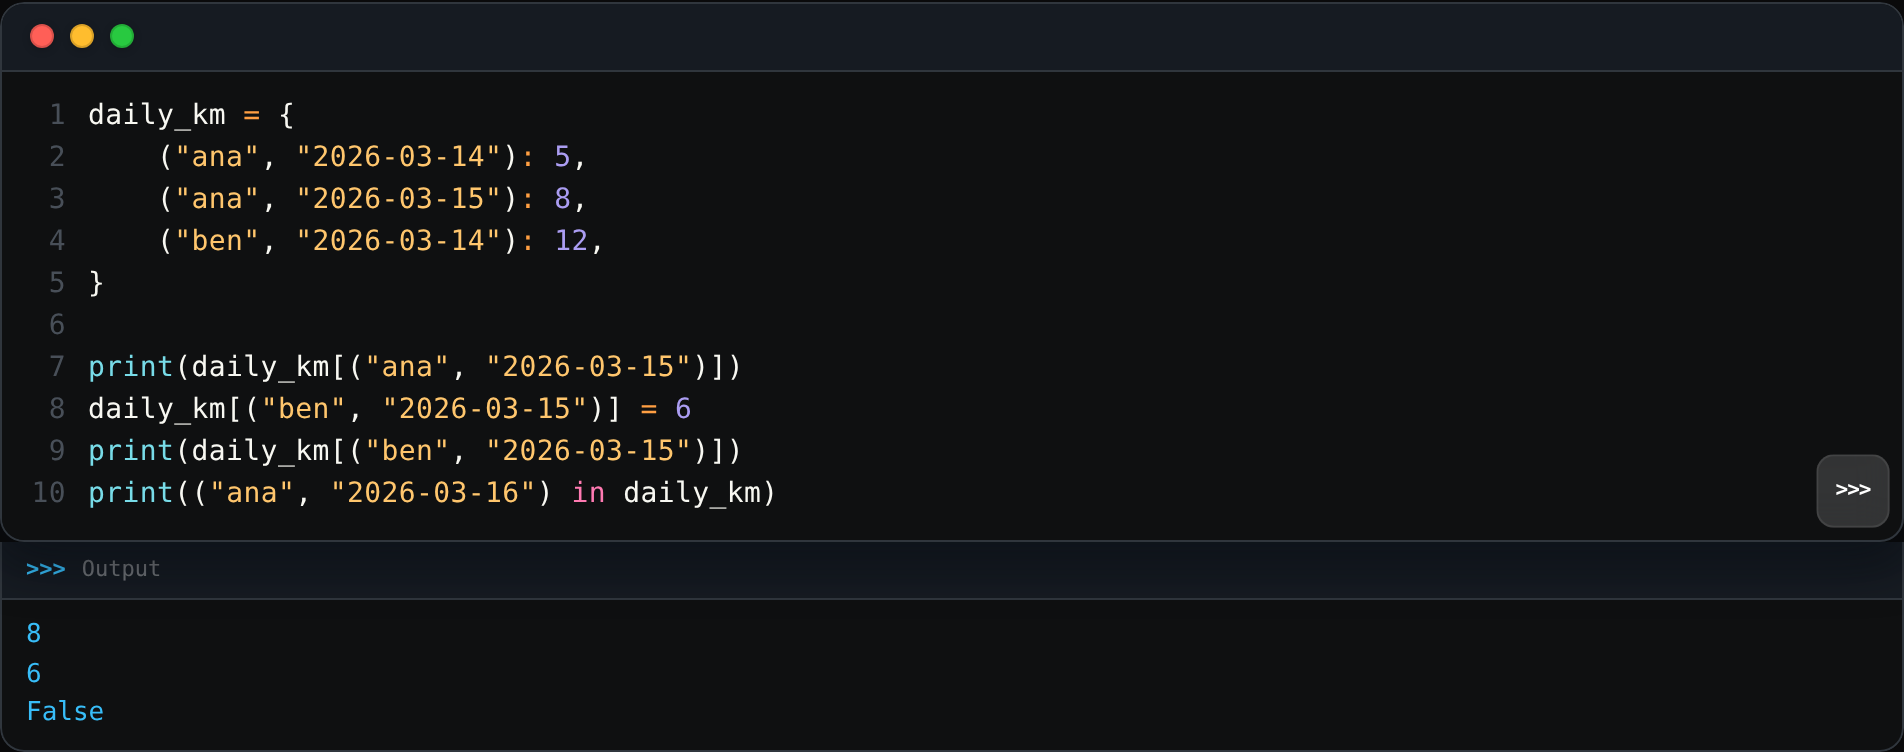 1 daily_km = {
2     ("ana", "2026-03-14"): 5,
3     ("ana", "2026-03-15"): 8,
4     ("ben", "2026-03-14"): 12,
5 }
6
7 print(daily_km[("ana", "2026-03-15")])
8 daily_km[("ben", "2026-03-15")] = 6
9 print(daily_km[("ben", "2026-03-15")])
10 print(("ana", "2026-03-16") in daily_km)
>>>
>>> Output
8
6
False